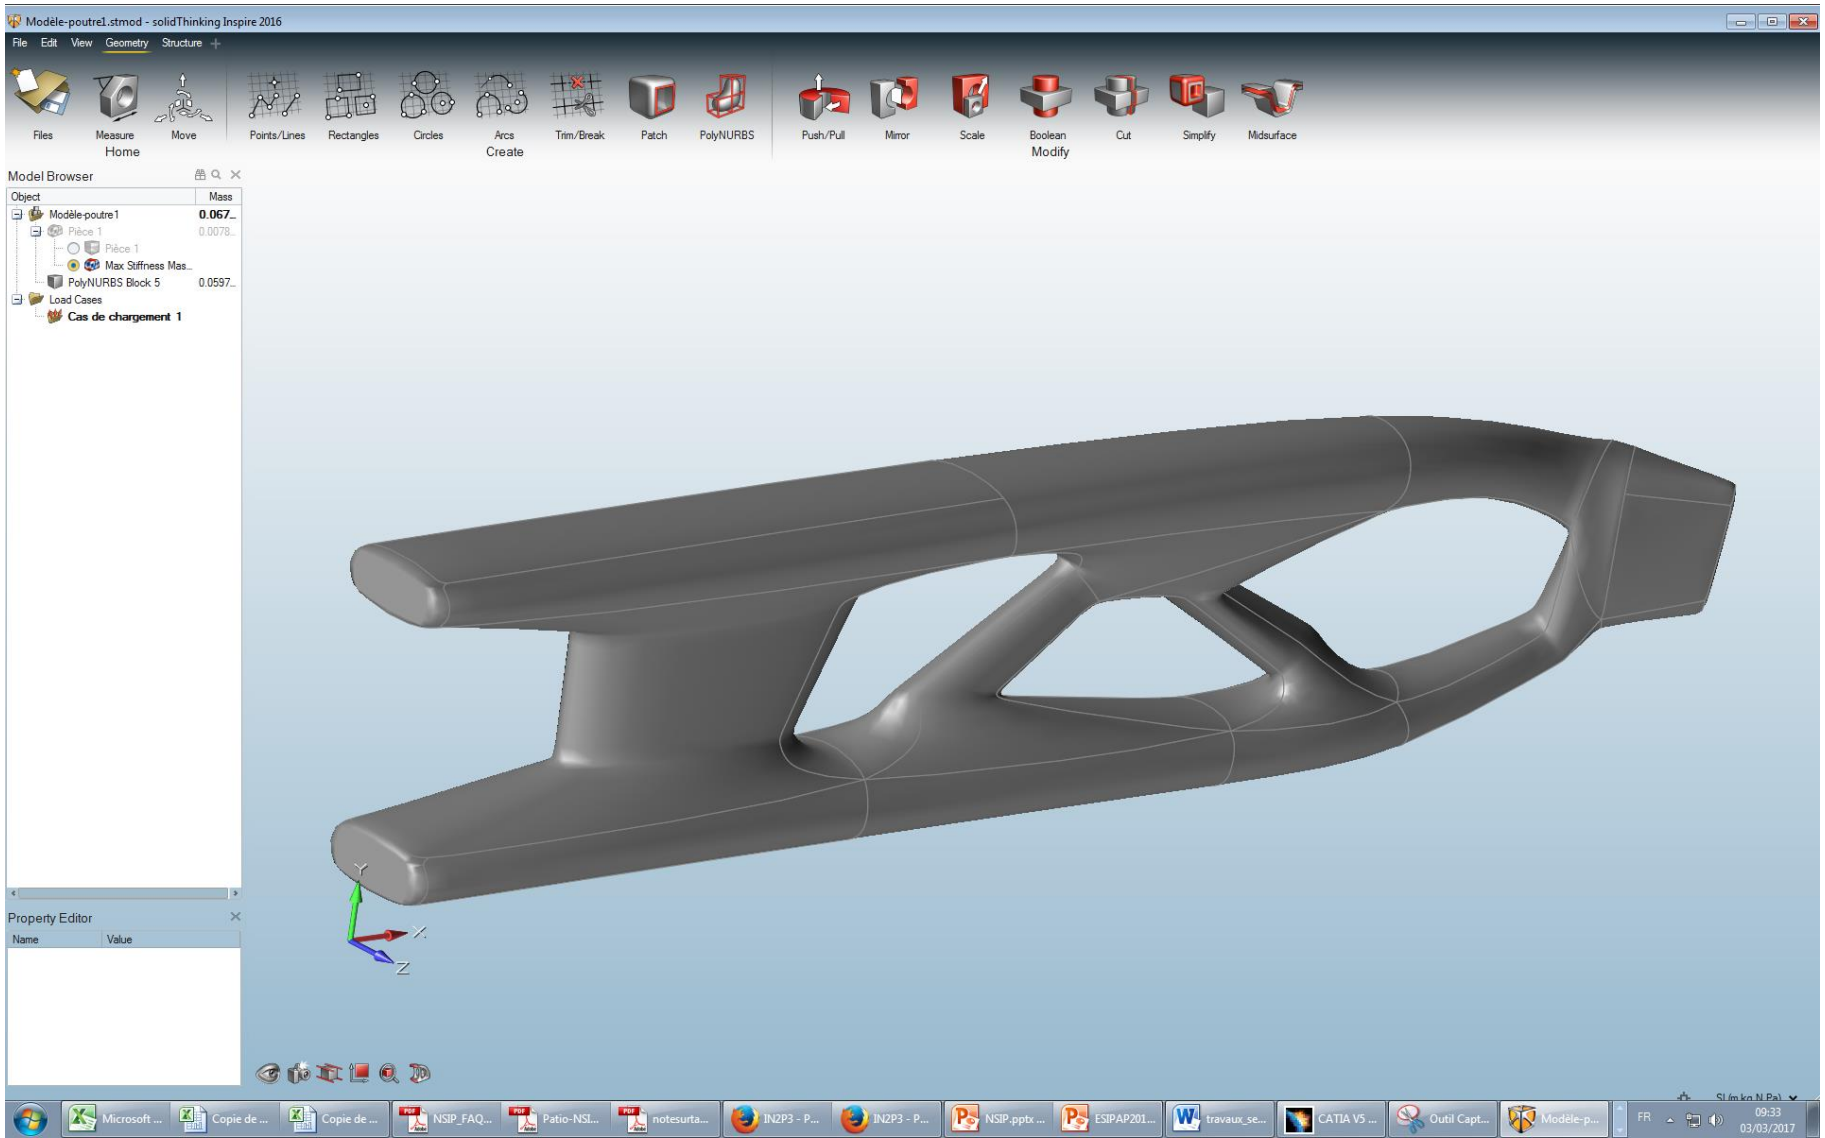 Modèle-poutre1.stmod - solidThinking Inspire 2016
File Edit View Geometry Structure
Files Measure Move Points/Lines Rectangles Circles Arcs Trim/Break Patch PolyNURBS Push/Pull Mirror Scale Boolean Cut Simplify Midsurface
Home Create Modify
Model Browser
Object Mass
Modèle-poutre1 0.067...
Pièce 1 0.0078...
Pièce 1
Max Stiffness Mas...
PolyNURBS Block 5 0.0597...
Load Cases
Cas de chargement 1
Property Editor
Name Value
Y
X
Z
SI (m kg N Pa)
Microsoft ... Copie de ... Copie de ... NSIP_FAQ... Patio-NSI... notesurta... IN2P3 - P... IN2P3 - P... NSIP.pptx ... ESIPAP201... travaux_se... CATIA V5 ... Outil Capt... Modèle-p... FR 09:33
03/03/2017